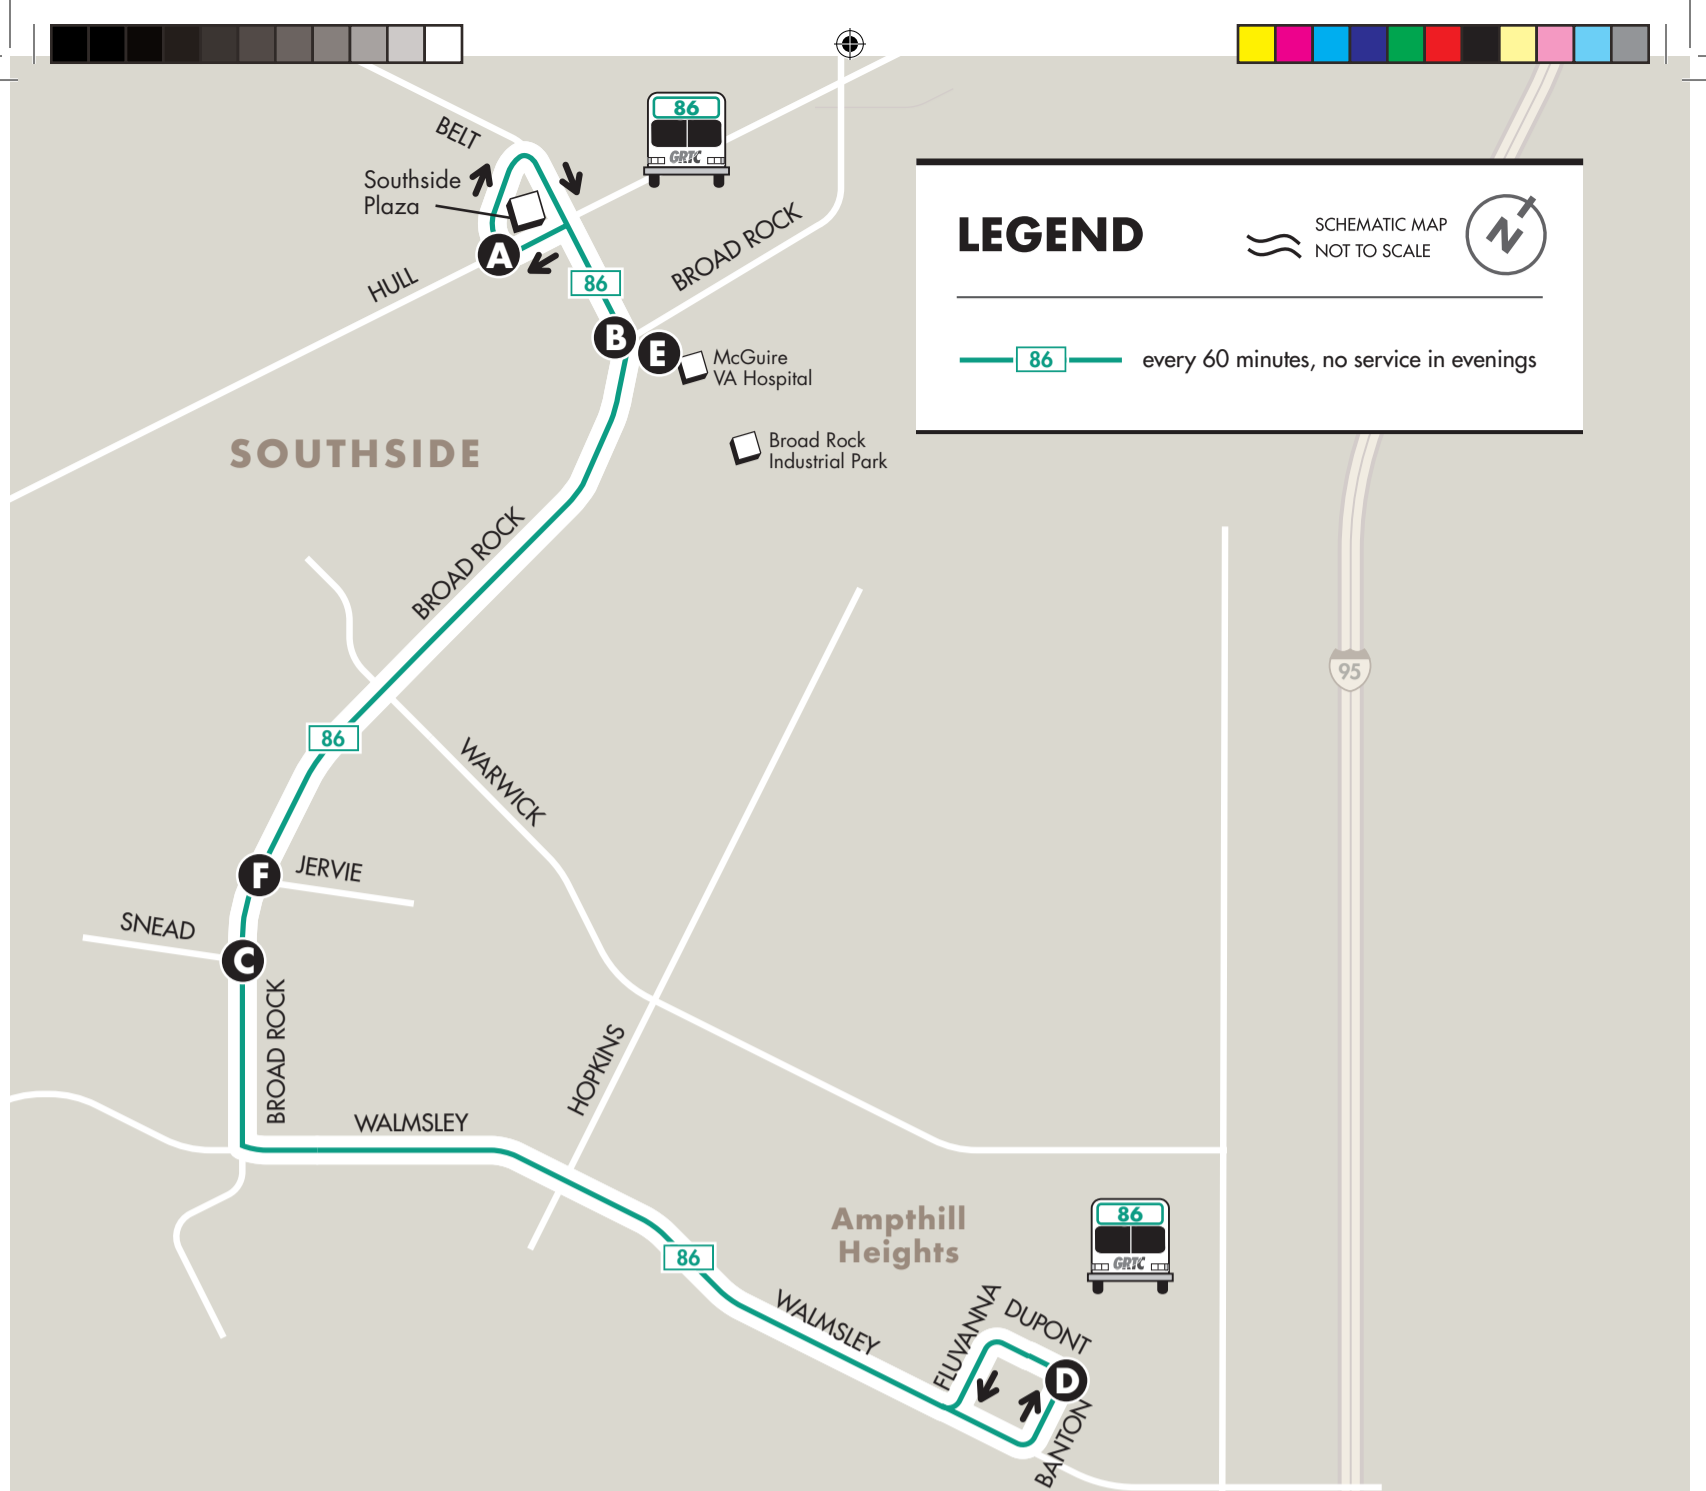 86
GRTC
BELT
Southside
Plaza
A
HULL
86
BROAD ROCK
B
E
McGuire
VA Hospital
Broad Rock
Industrial Park
LEGEND
SCHEMATIC MAP
NOT TO SCALE
N
86
every 60 minutes, no service in evenings
SOUTHSIDE
BROAD ROCK
95
86
WARWICK
F
JERVIE
SNEAD
C
BROAD ROCK
HOPKINS
WALMSLEY
86
Ampthill
Heights
86
GRTC
WALMSLEY
FLUVANNA
DUPONT
D
BANTON